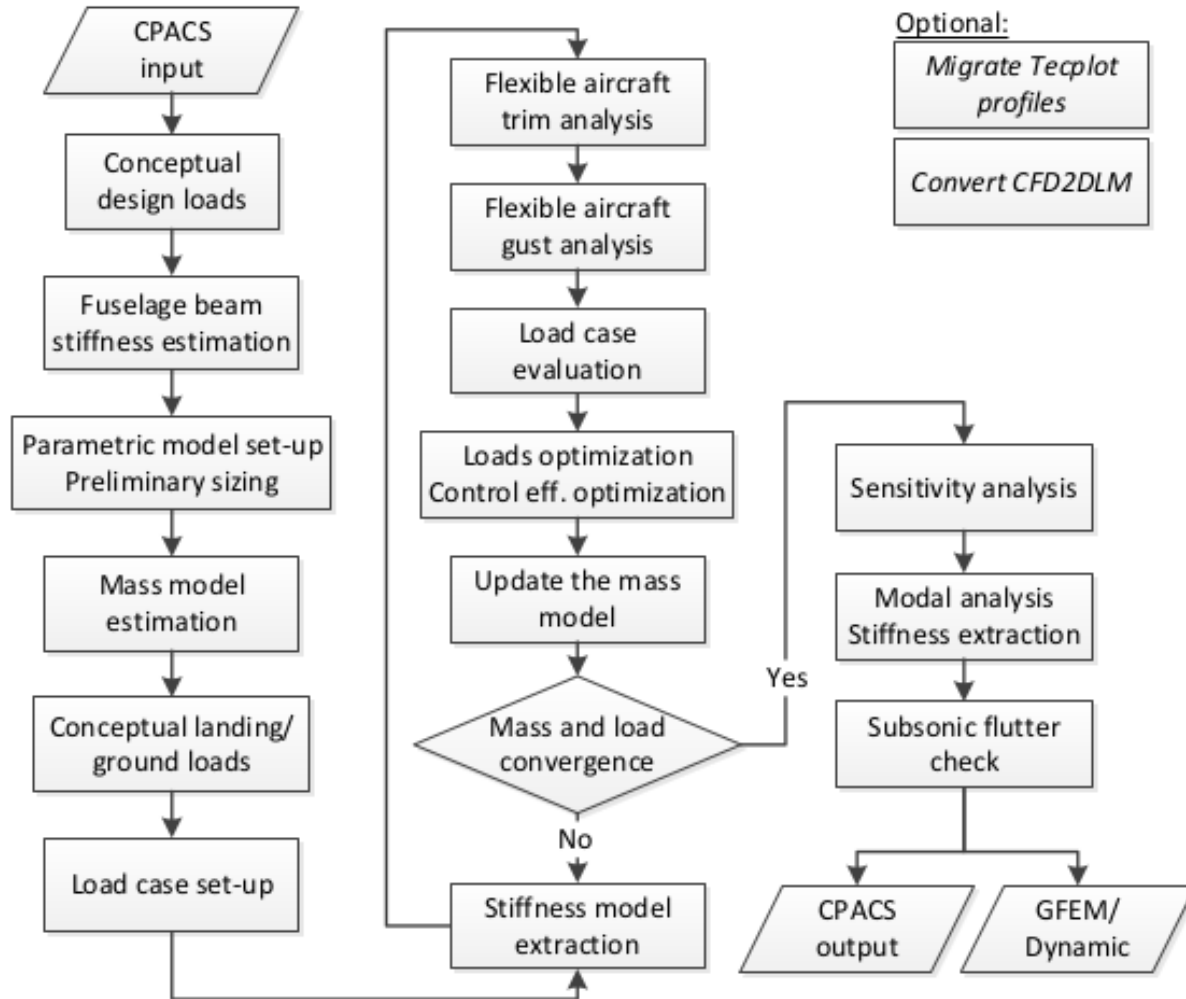 CPACS
input
Conceptual
design loads
Fuselage beam
stiffness estimation
Parametric model set-up
Preliminary sizing
Mass model
estimation
Conceptual landing/
ground loads
Load case set-up
Flexible aircraft
trim analysis
Flexible aircraft
gust analysis
Load case
evaluation
Loads optimization
Control eff. optimization
Update the mass
model
Mass and load
convergence
No
Stiffness model
extraction
Yes
Optional:
Migrate Tecplot
profiles
Convert CFD2DLM
Sensitivity analysis
Modal analysis
Stiffness extraction
Subsonic flutter
check
CPACS
output
GFEM/
Dynamic